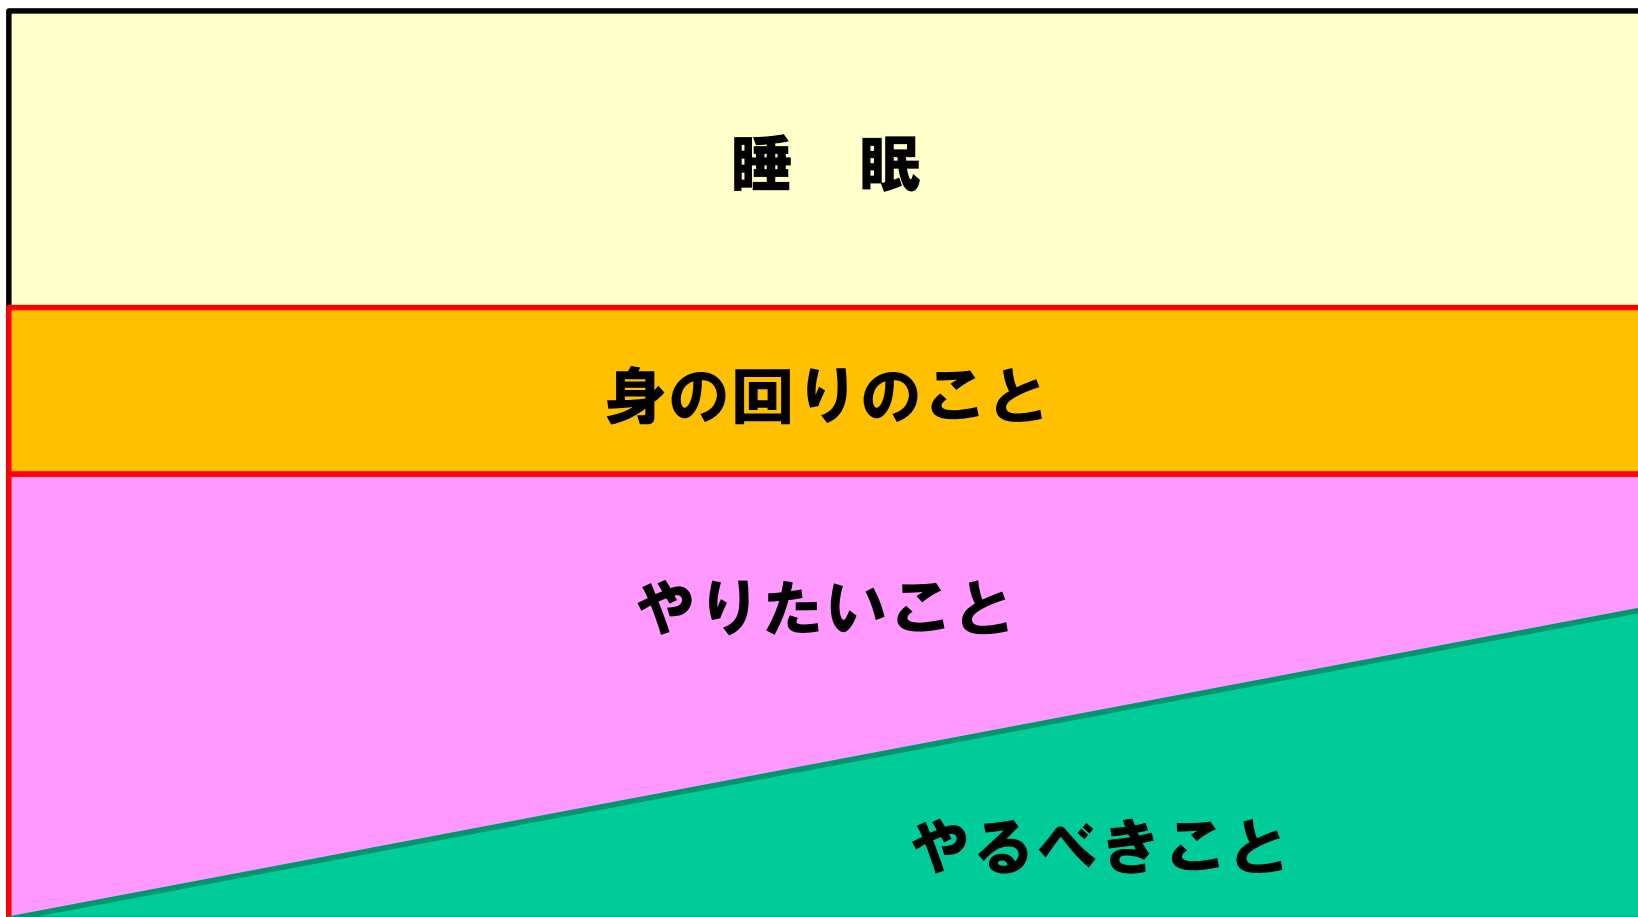 睡　眠
身の回りのこと
やりたいこと
やるべきこと